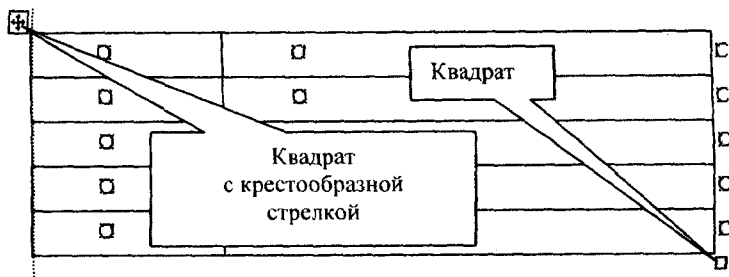 Квадрат
Квадрат
с крестообразной
стрелкой